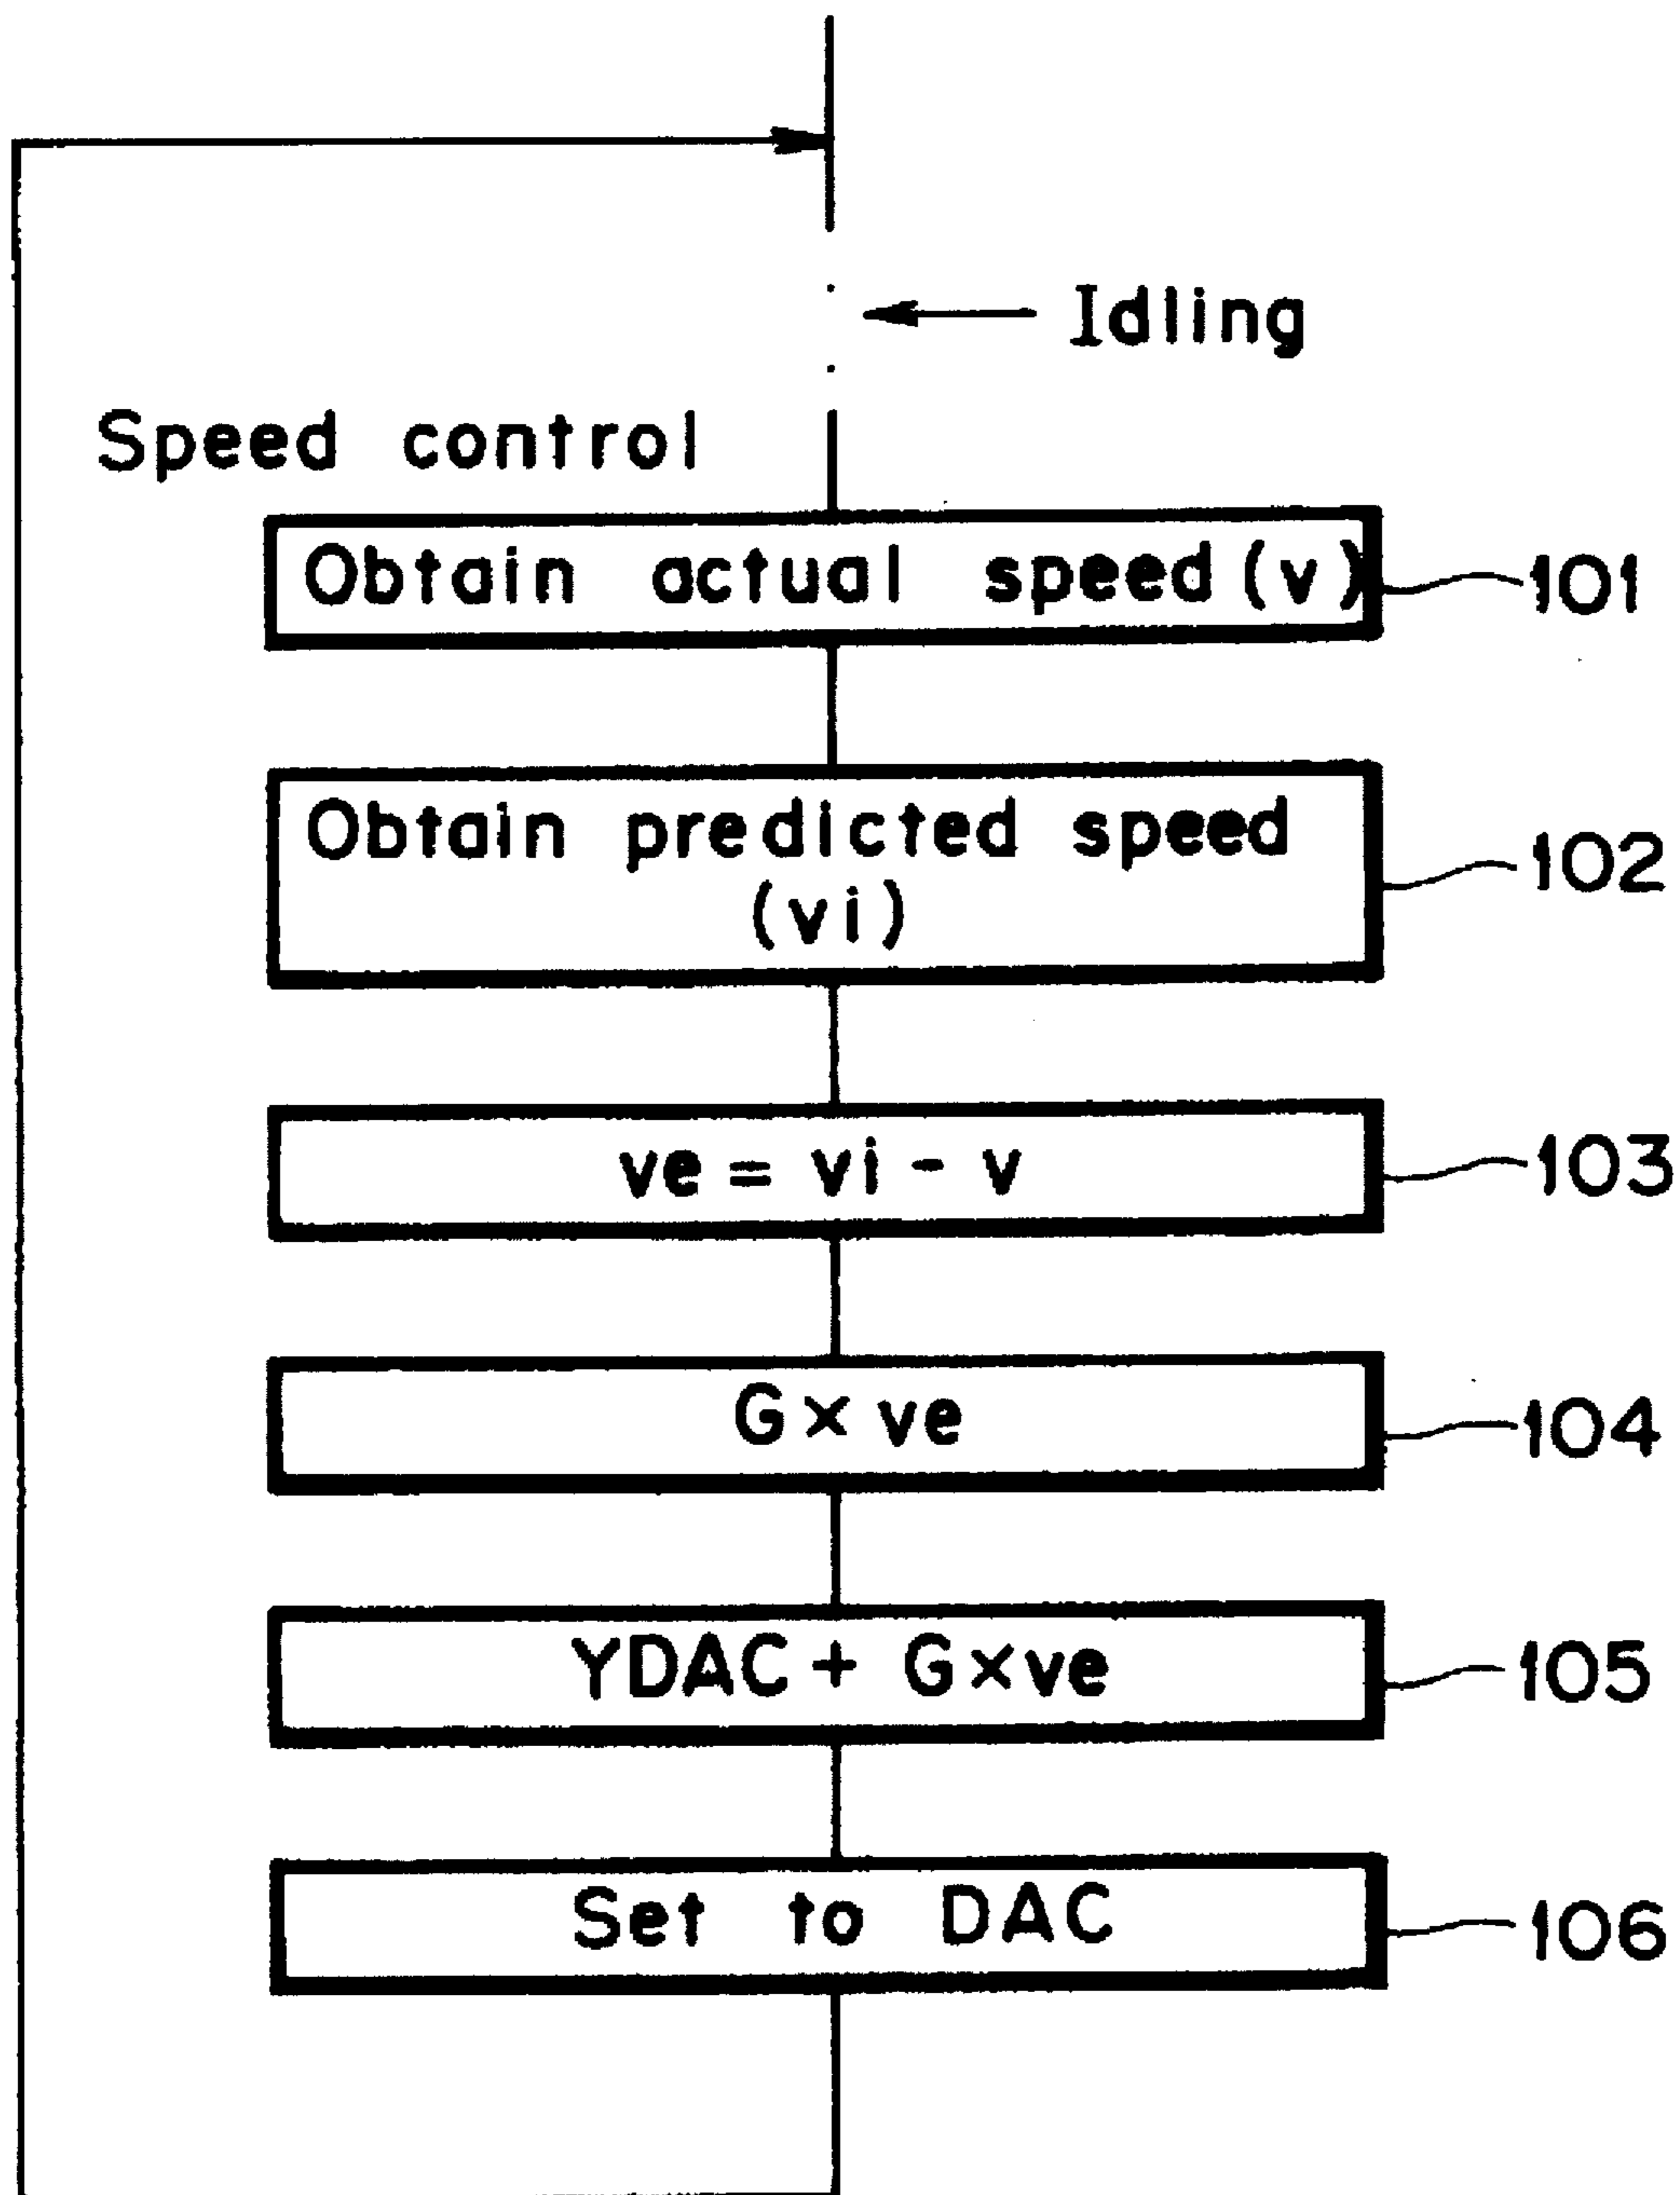 Idling
Speed control
Obtain actual speed (v)
101
Obtain predicted speed
(vi)
102
ve = vi - v
103
G × ve
104
YDAC + G × ve
105
Set to DAC
106